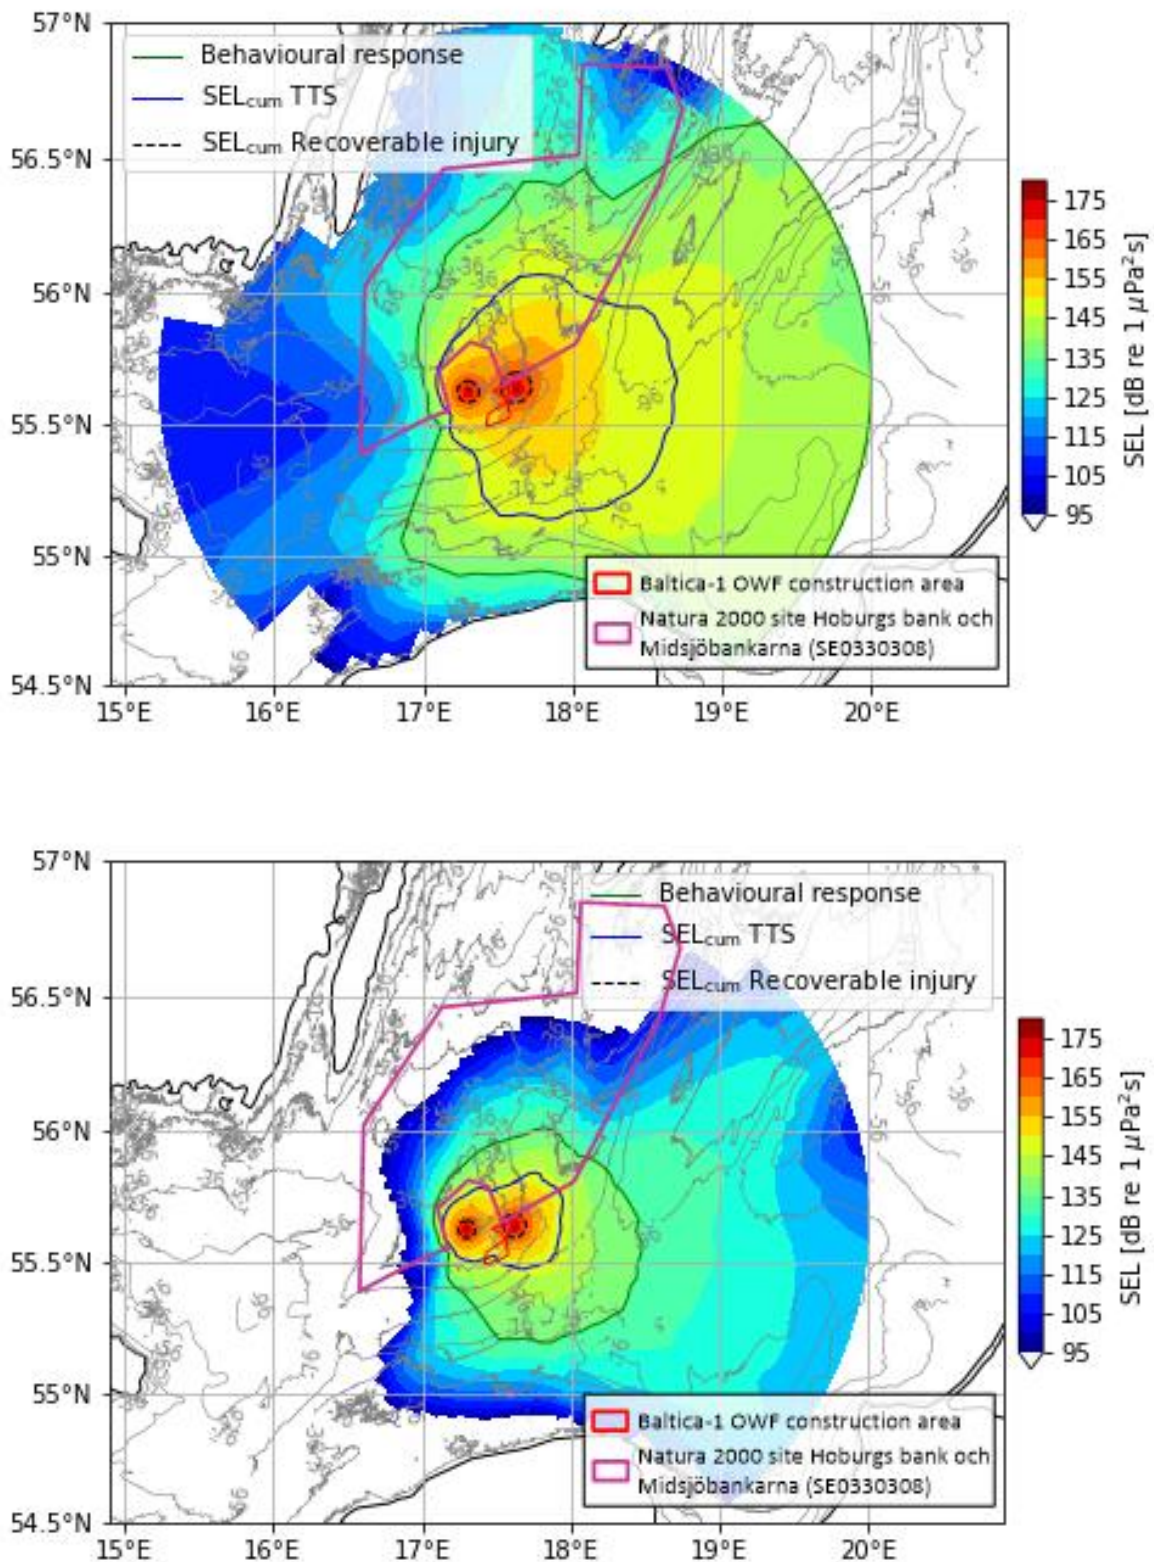 57°N
Behavioural response
SELcum TTS
SELcum Recoverable injury
56.5°N
56°N
55.5°N
55°N
54.5°N
15°E 16°E 17°E 18°E 19°E 20°E
175
165
155
145
135
125
115
105
95
SEL [dB re 1 μPa²s]
Baltica-1 OWF construction area
Natura 2000 site Hoburgs bank och
Midsjöbankarna (SE0330308)
57°N
Behavioural response
SELcum TTS
SELcum Recoverable injury
56.5°N
56°N
55.5°N
55°N
54.5°N
15°E 16°E 17°E 18°E 19°E 20°E
175
165
155
145
135
125
115
105
95
SEL [dB re 1 μPa²s]
Baltica-1 OWF construction area
Natura 2000 site Hoburgs bank och
Midsjöbankarna (SE0330308)